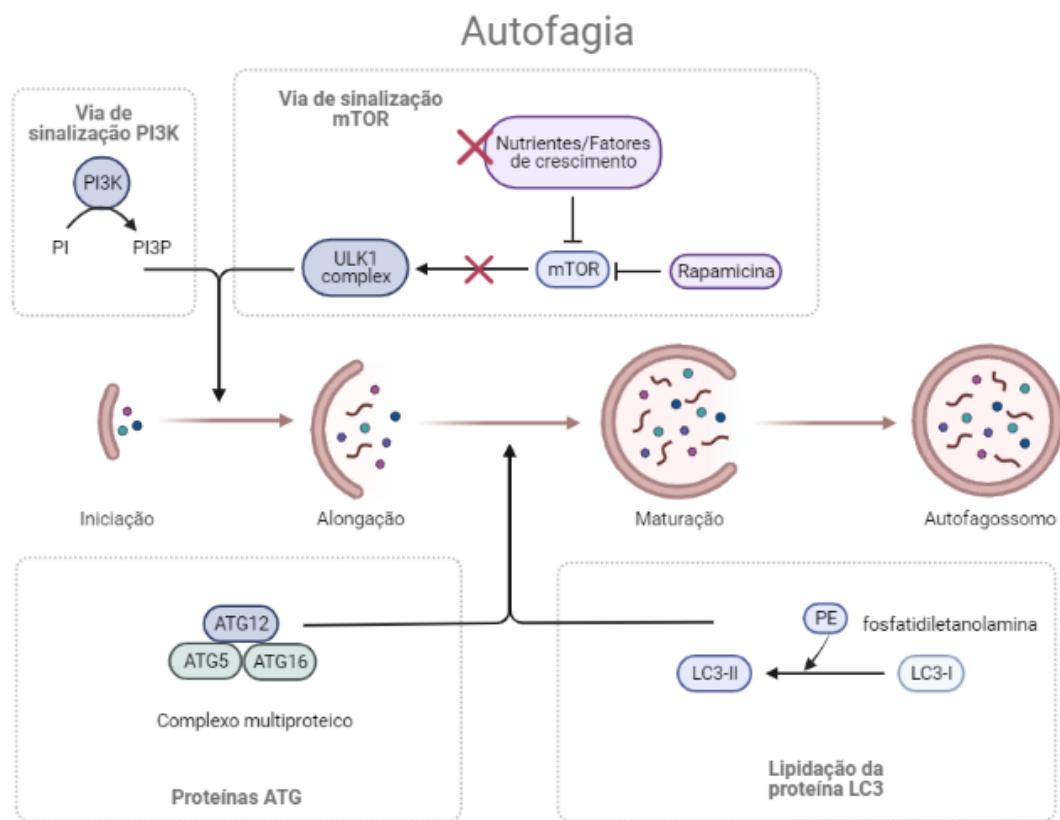 Autofagia
Via de
sinalização PI3K
PI3K
PI
PI3P
Via de sinalização
mTOR
Nutrientes/Fatores
de crescimento
ULK1
complex
mTOR
Rapamicina
Iniciação
Alongação
Maturação
Autofagossomo
ATG12
ATG5
ATG16
Complexo multiproteico
Proteínas ATG
PE
fosfatidiletanolamina
LC3-II
LC3-I
Lipidação da
proteína LC3